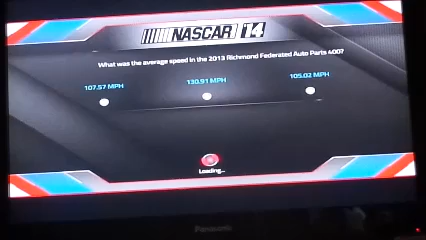 NASCAR '14
What was the average speed in the 2013 Richmond Federated Auto Parts 400?
107.57 MPH 130.91 MPH 105.02 MPH
Loading...
Panasonic